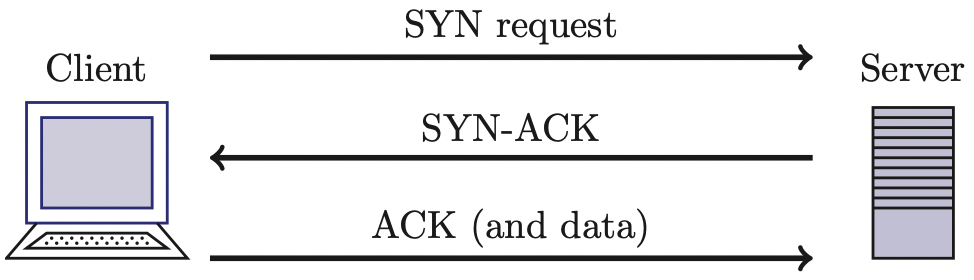 SYN request
Client
Server
SYN-ACK
ACK (and data)